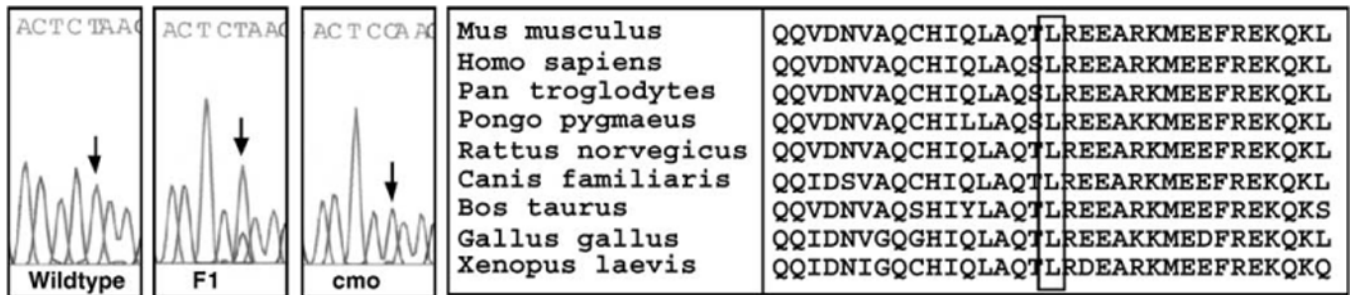 ACTCTAAC
Wildtype
ACTCTAAC
F1
ACTCCAAC
cmo
Mus musculus QQVDNVAQCHIQLAQTLREEARKMEEFREKQKL
Homo sapiens QQVDNVAQCHIQLAQSLREEARKMEEFREKQKL
Pan troglodytes QQVDNVAQCHIQLAQSLREEARKMEEFREKQKL
Pongo pygmaeus QQVDNVAQCHILLAQSLREEARKMEEFREKQKL
Rattus norvegicus QQVDNVAQCHIQLAQTLREEARKMEEFREKQKL
Canis familiaris QQIDSVAQCHIQLAQTLREEARKMEEFREKQKL
Bos taurus QQVDNVAQSHIYLAQTLREEARKMEEFREKQKS
Gallus gallus QQIDNVGQGHIQLAQTLREEAKKMEDFREKQKL
Xenopus laevis QQIDNIGQCHIQLAQTLRDEARKMEEFREKQKQ